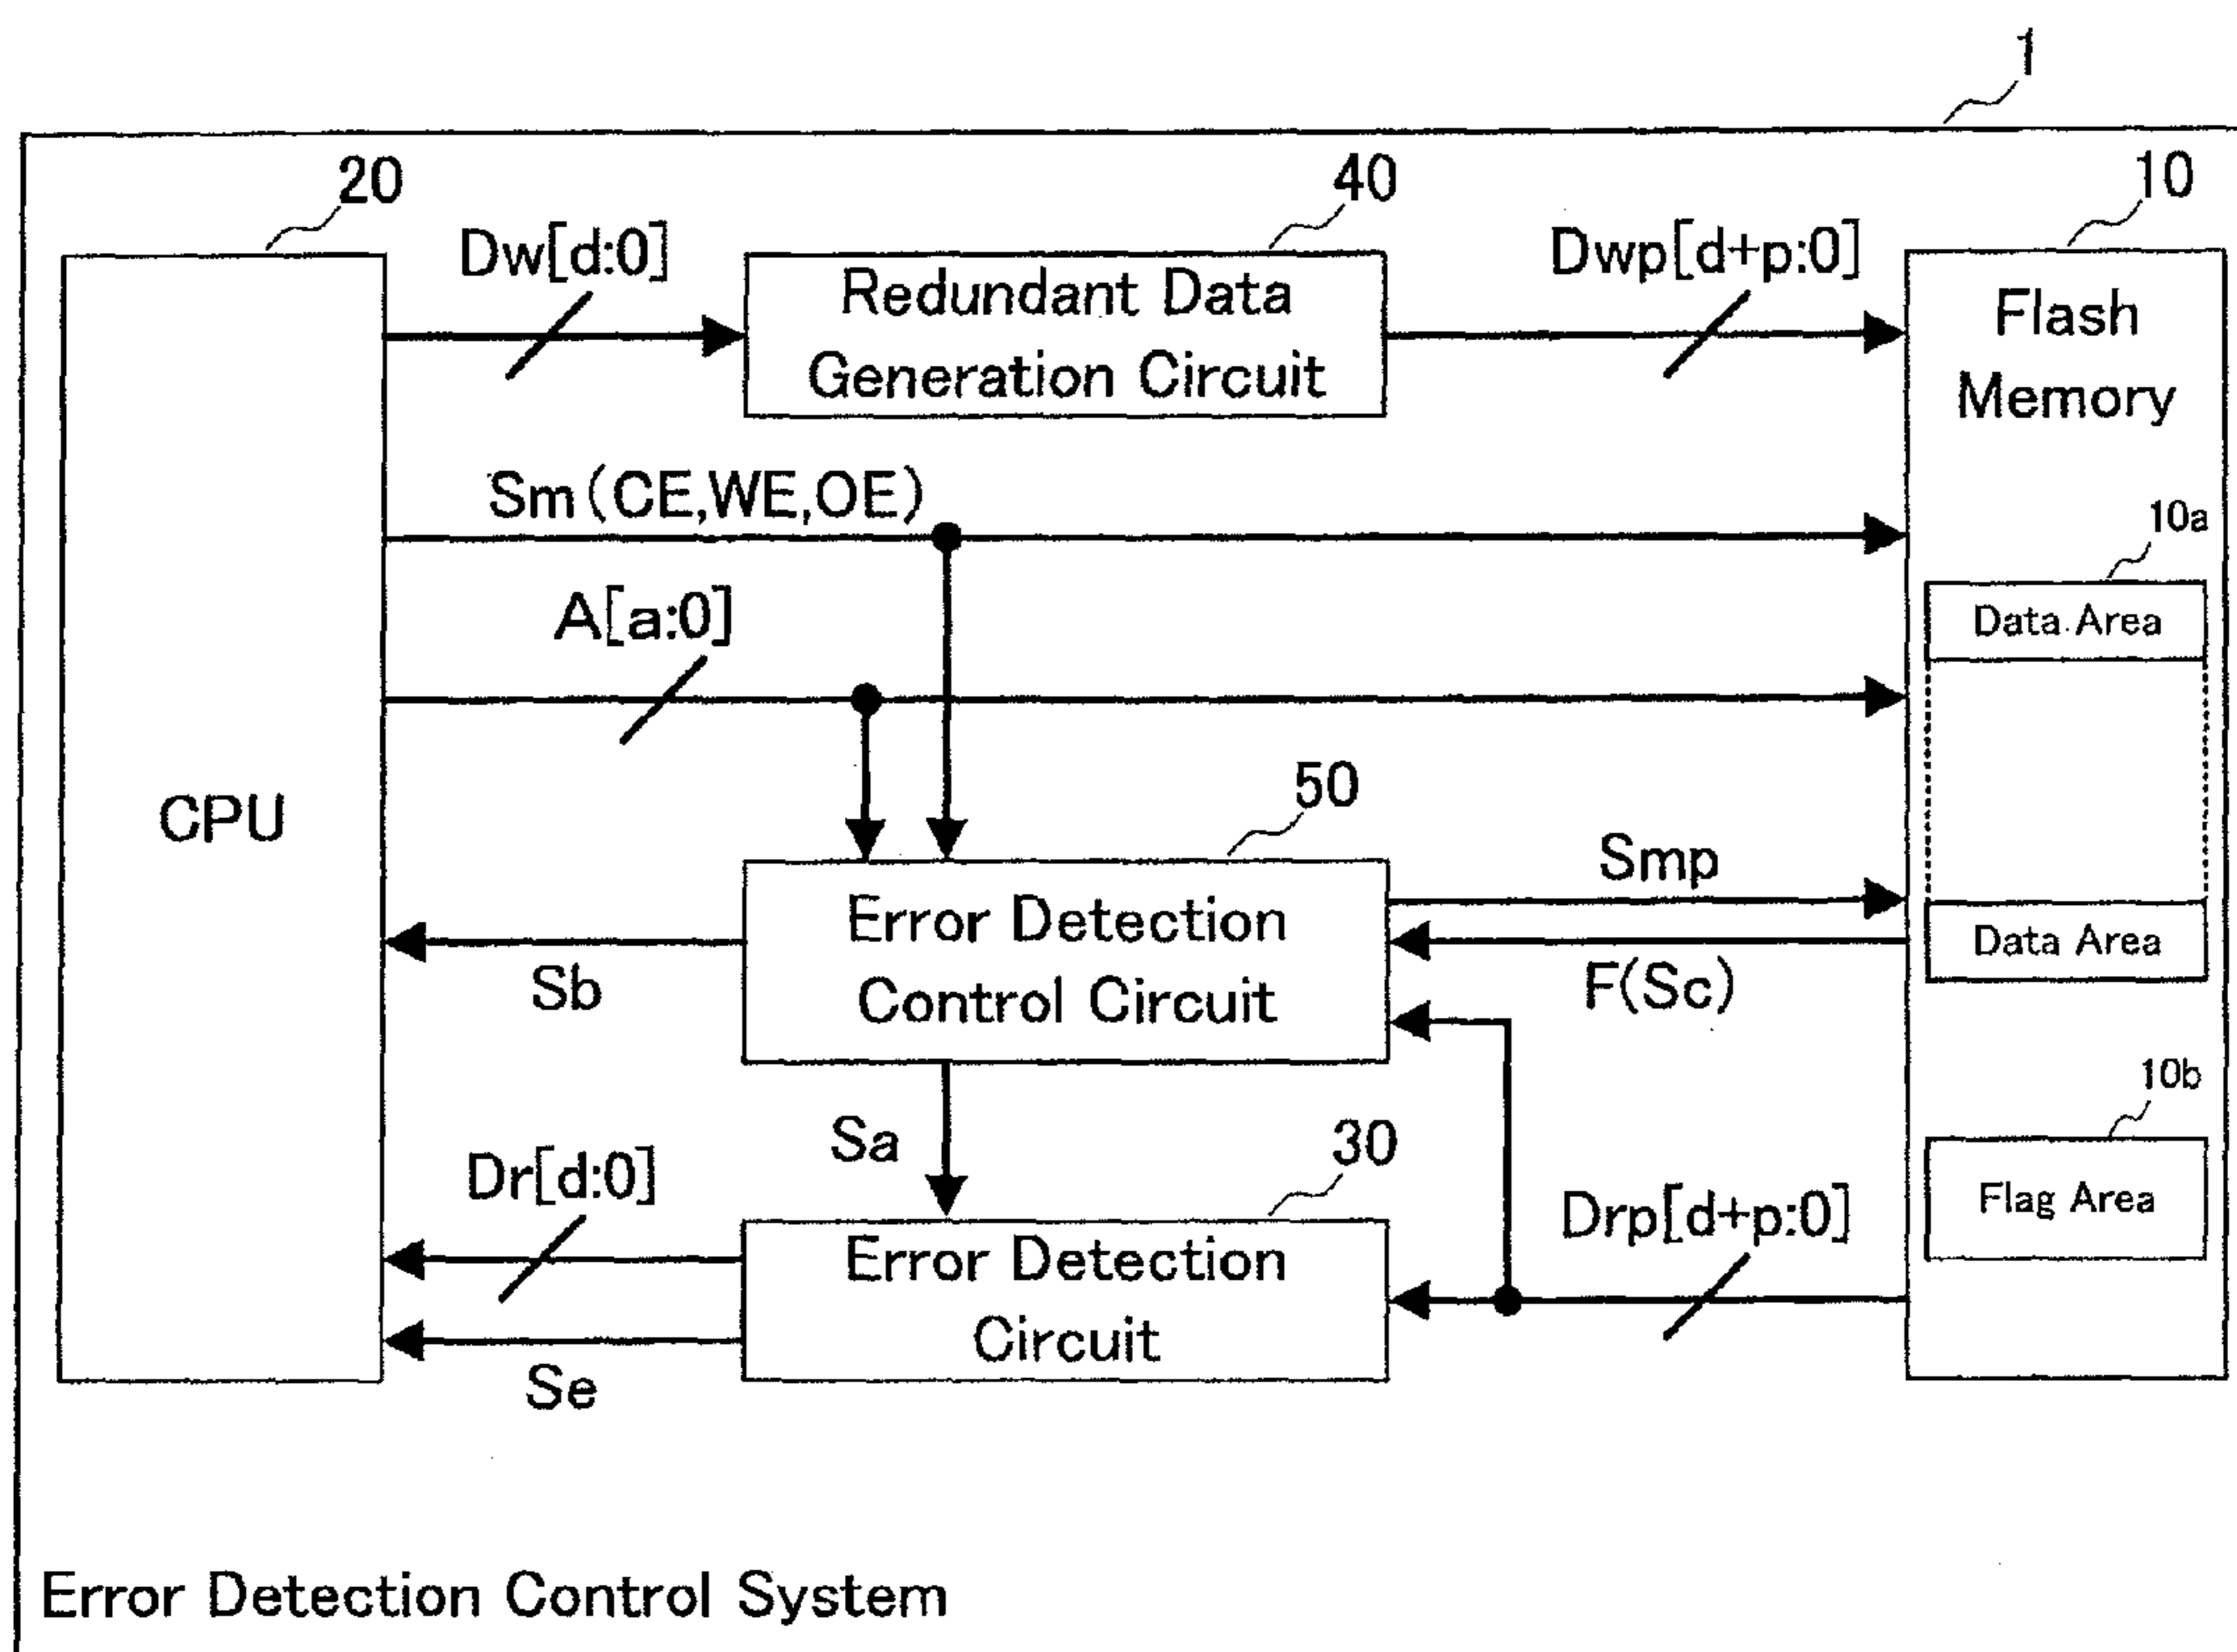 1
20
40
10
Dw[d:0]
Dwp[d+p:0]
Redundant Data
Generation Circuit
Flash
Memory
Sm(CE,WE,OE)
10a
Data Area
A[a:0]
CPU
50
Error Detection
Control Circuit
Smp
Data Area
Sb
F(Sc)
10b
Sa
30
Dr[d:0]
Drp[d+p:0]
Flag Area
Error Detection
Circuit
Se
Error Detection Control System